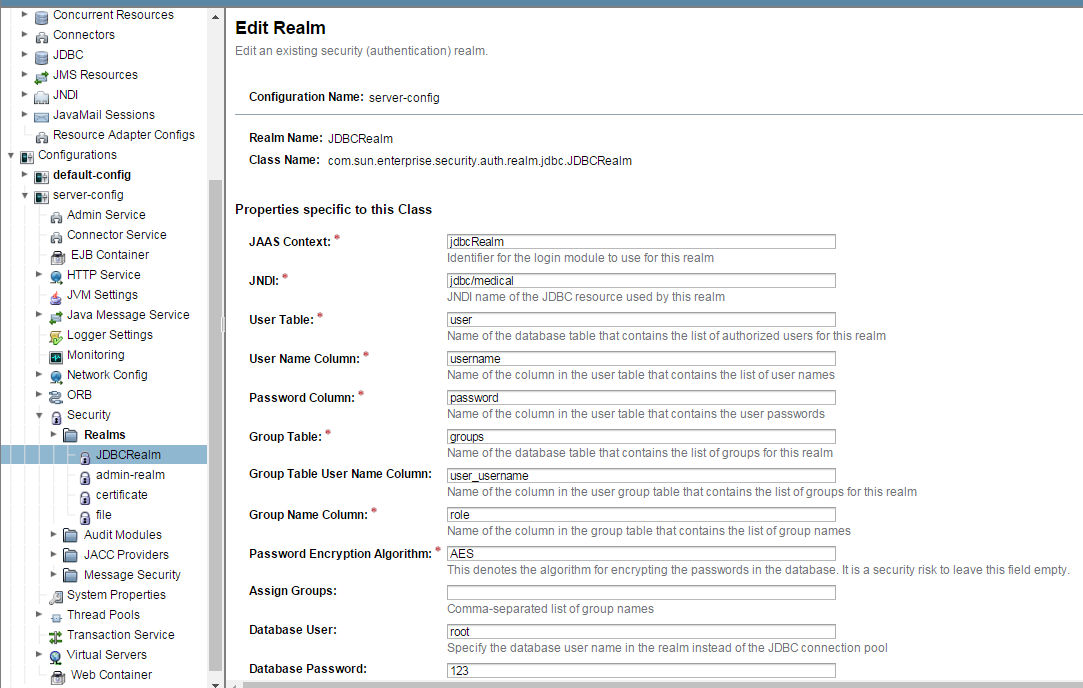 Concurrent Resources
Connectors
JDBC
JMS Resources
JNDI
JavaMail Sessions
Resource Adapter Configs
Configurations
default-config
server-config
Admin Service
Connector Service
EJB Container
HTTP Service
JVM Settings
Java Message Service
Logger Settings
Monitoring
Network Config
ORB
Security
Realms
JDBCRealm
admin-realm
certificate
file
Audit Modules
JACC Providers
Message Security
System Properties
Thread Pools
Transaction Service
Virtual Servers
Web Container
Edit Realm
Edit an existing security (authentication) realm.
Configuration Name: server-config
Realm Name: JDBCRealm
Class Name: com.sun.enterprise.security.auth.realm.jdbc.JDBCRealm
Properties specific to this Class
JAAS Context: * jdbcRealm
Identifier for the login module to use for this realm
JNDI: * jdbc/medical
JNDI name of the JDBC resource used by this realm
User Table: * user
Name of the database table that contains the list of authorized users for this realm
User Name Column: * username
Name of the column in the user table that contains the list of user names
Password Column: * password
Name of the column in the user table that contains the user passwords
Group Table: * groups
Name of the database table that contains the list of groups for this realm
Group Table User Name Column: user_username
Name of the column in the user group table that contains the list of groups for this realm
Group Name Column: * role
Name of the column in the group table that contains the list of group names
Password Encryption Algorithm: * AES
This denotes the algorithm for encrypting the passwords in the database. It is a security risk to leave this field empty.
Assign Groups:
Comma-separated list of group names
Database User: root
Specify the database user name in the realm instead of the JDBC connection pool
Database Password: 123